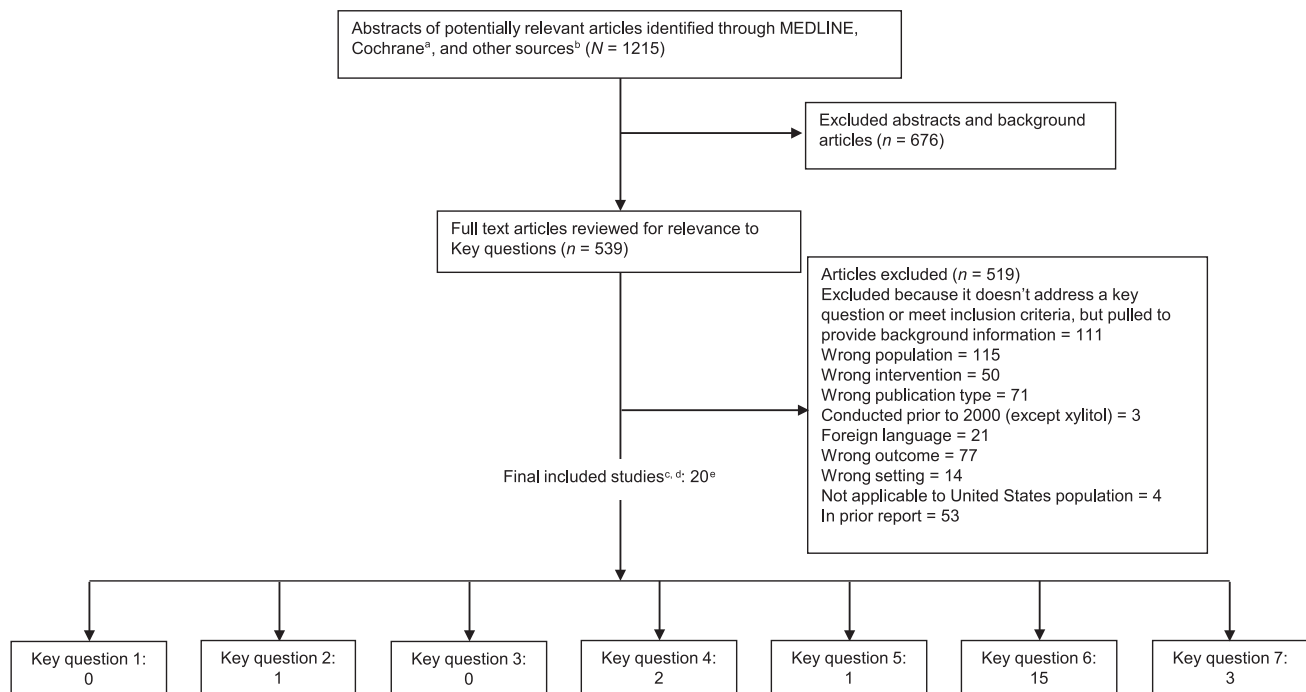 Abstracts of potentially relevant articles identified through MEDLINE,
Cochraneᵃ, and other sourcesᵇ (N = 1215)
Excluded abstracts and background
articles (n = 676)
Full text articles reviewed for relevance to
Key questions (n = 539)
Articles excluded (n = 519)
Excluded because it doesn’t address a key
question or meet inclusion criteria, but pulled to
provide background information = 111
Wrong population = 115
Wrong intervention = 50
Wrong publication type = 71
Conducted prior to 2000 (except xylitol) = 3
Foreign language = 21
Wrong outcome = 77
Wrong setting = 14
Not applicable to United States population = 4
In prior report = 53
Final included studiesᶜ, ᵈ: 20ᵉ
Key question 1:
0
Key question 2:
1
Key question 3:
0
Key question 4:
2
Key question 5:
1
Key question 6:
15
Key question 7:
3